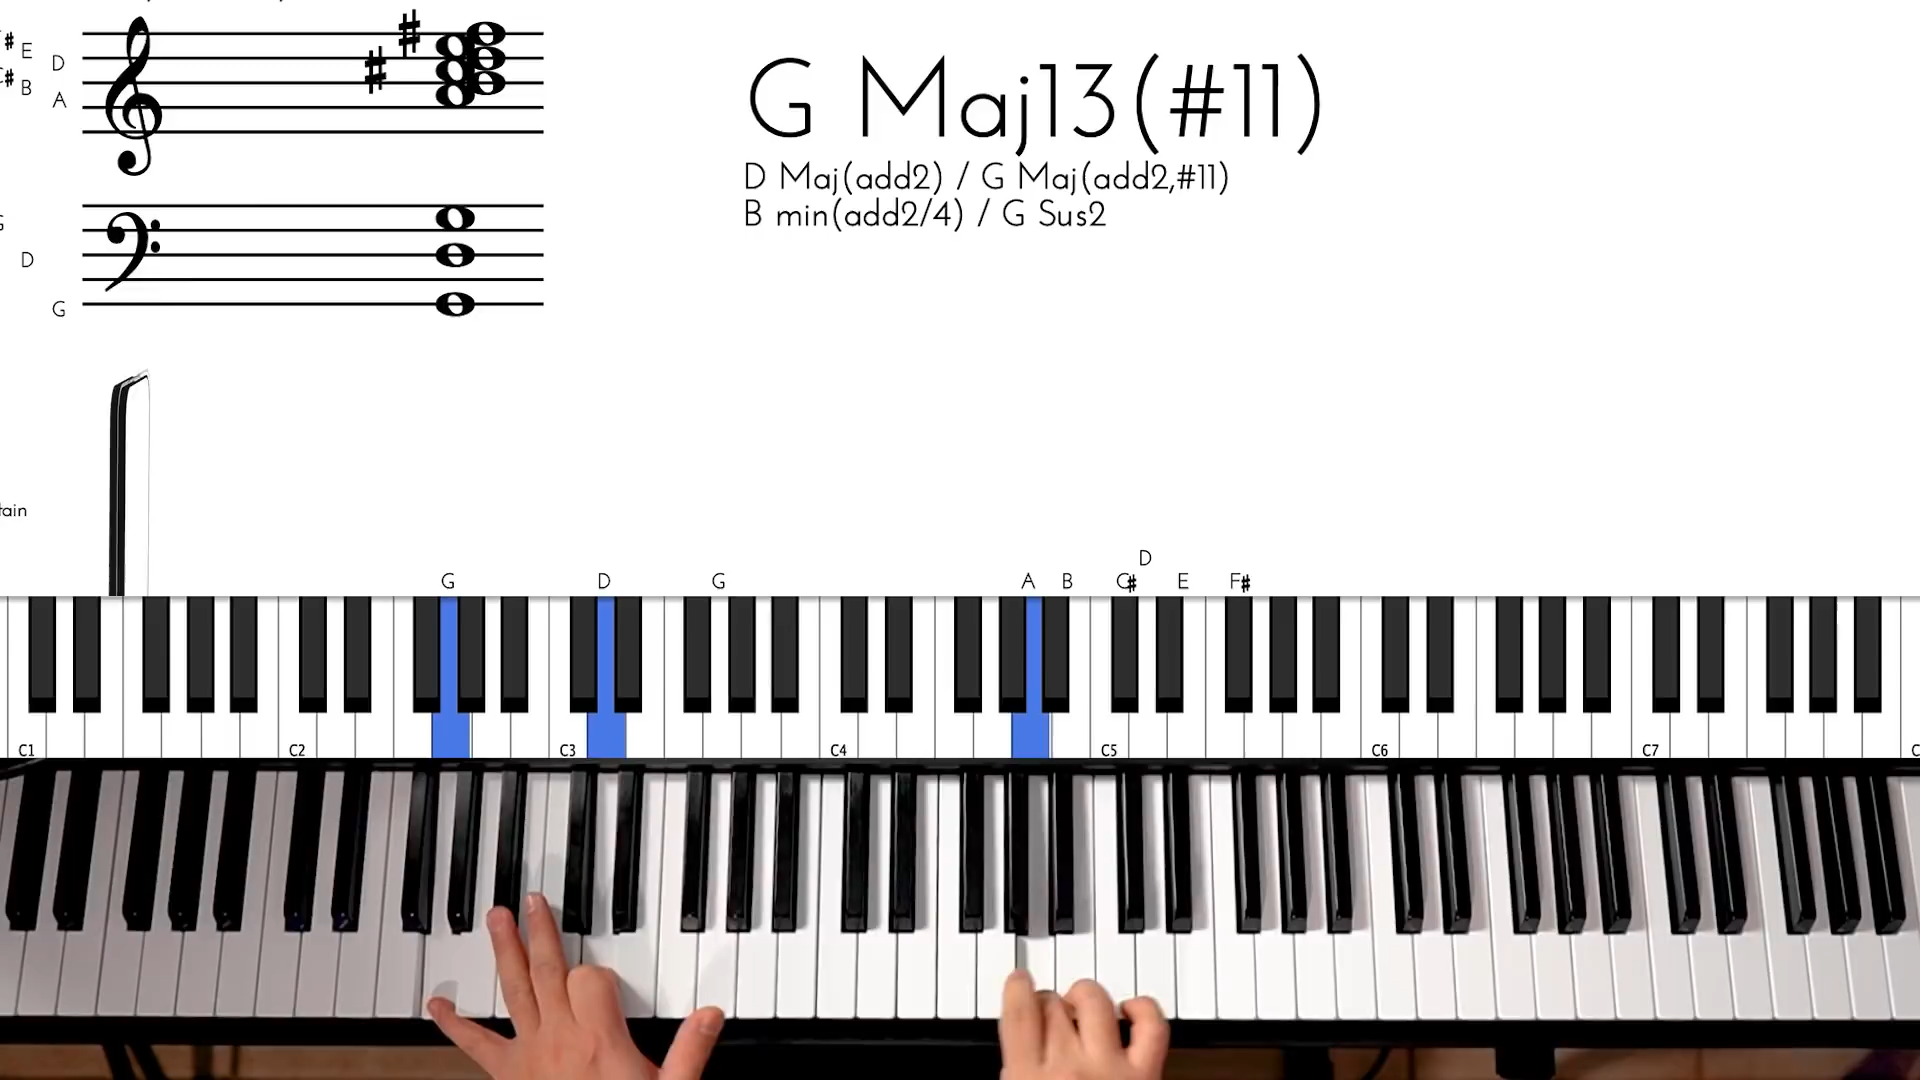 G Maj13(#11)
D Maj(add2) / G Maj(add2,#11)
B min(add2/4) / G Sus2
#
E
D
#
B
A
D
G
tain
D
G D G A B C# E F#
C1 C2 C3 C4 C5 C6 C7 C